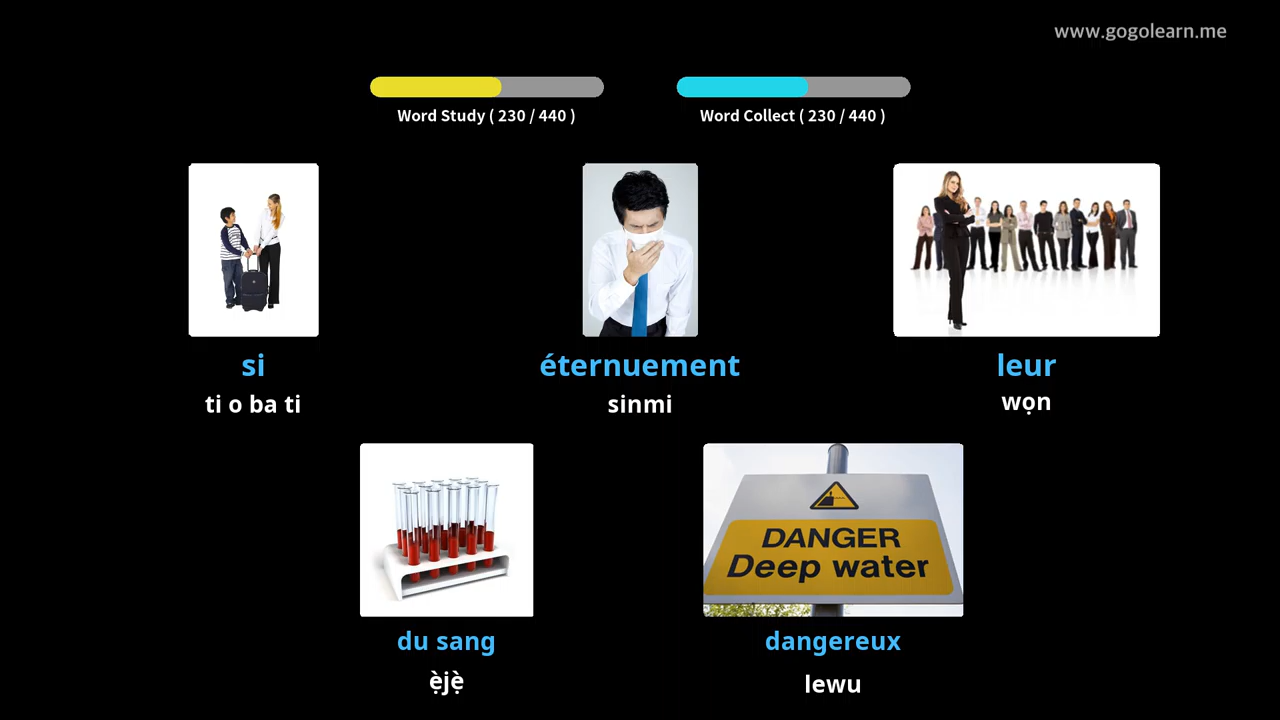 www.gogolearn.me
Word Study ( 230 / 440 )
Word Collect ( 230 / 440 )
si
ti o ba ti
éternuement
sinmi
leur
wọn
DANGER
Deep water
du sang
ẹ̀jẹ̀
dangereux
lewu